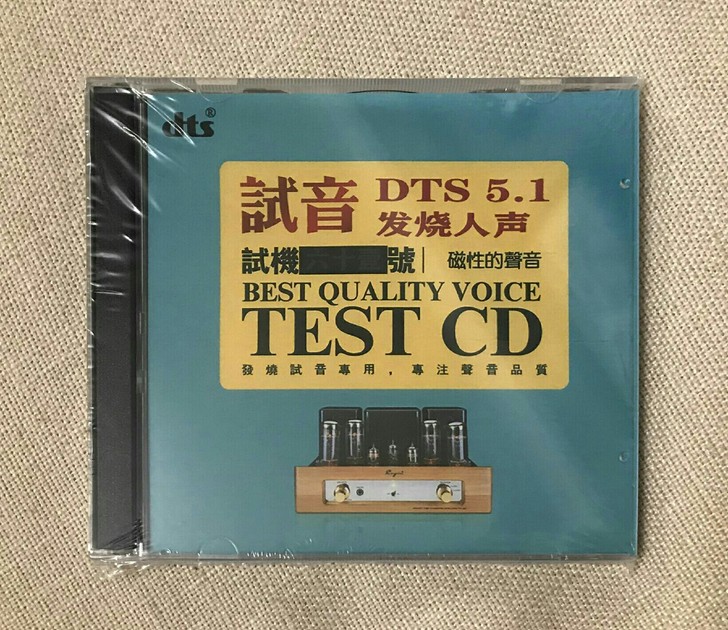 dts®
試音
DTS 5.1
发烧人声
試機 號
磁性的聲音
BEST QUALITY VOICE
TEST CD
發燒試音專用，專注聲音品質